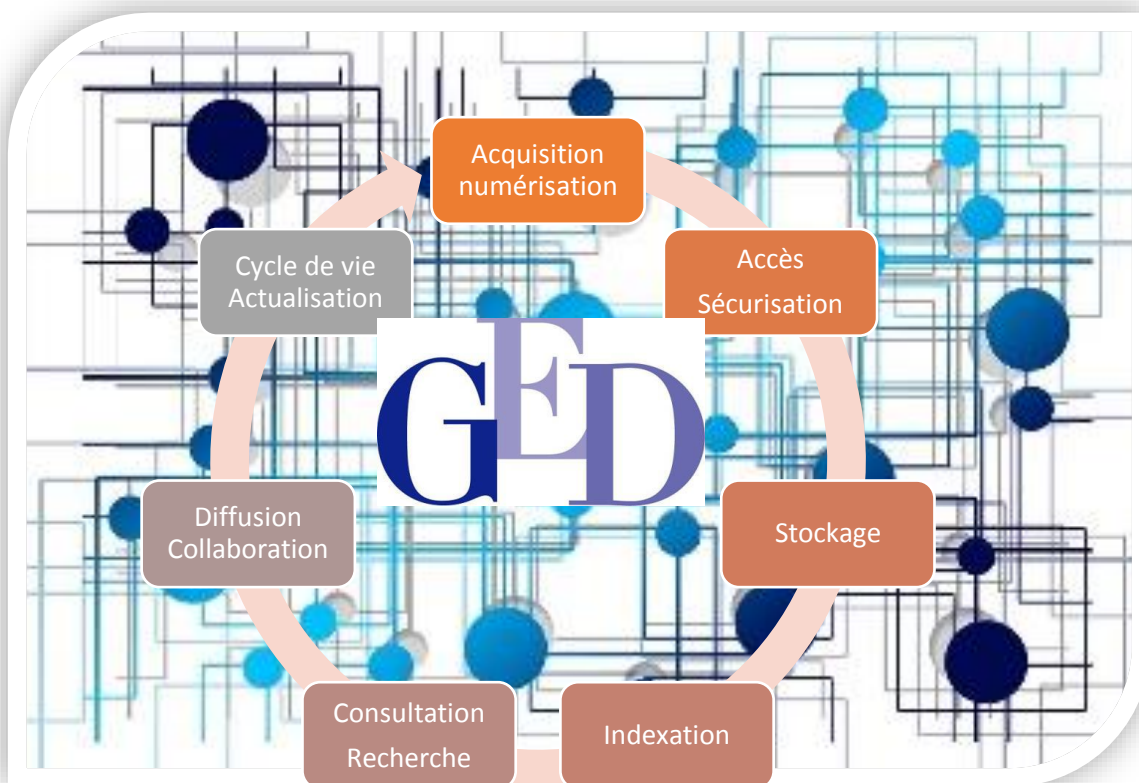 Acquisition
numérisation
Accès
Sécurisation
Stockage
Indexation
Consultation
Recherche
Diffusion
Collaboration
Cycle de vie
Actualisation
GED